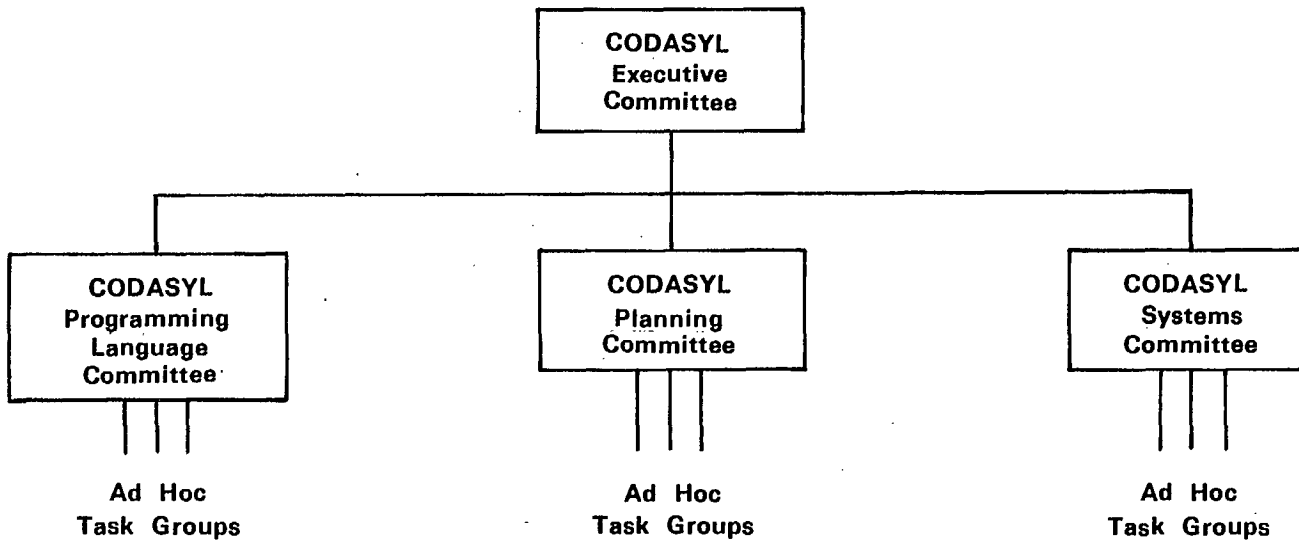 CODASYL
Executive
Committee
CODASYL
Programming
Language
Committee
CODASYL
Planning
Committee
CODASYL
Systems
Committee
Ad Hoc
Task Groups
Ad Hoc
Task Groups
Ad Hoc
Task Groups